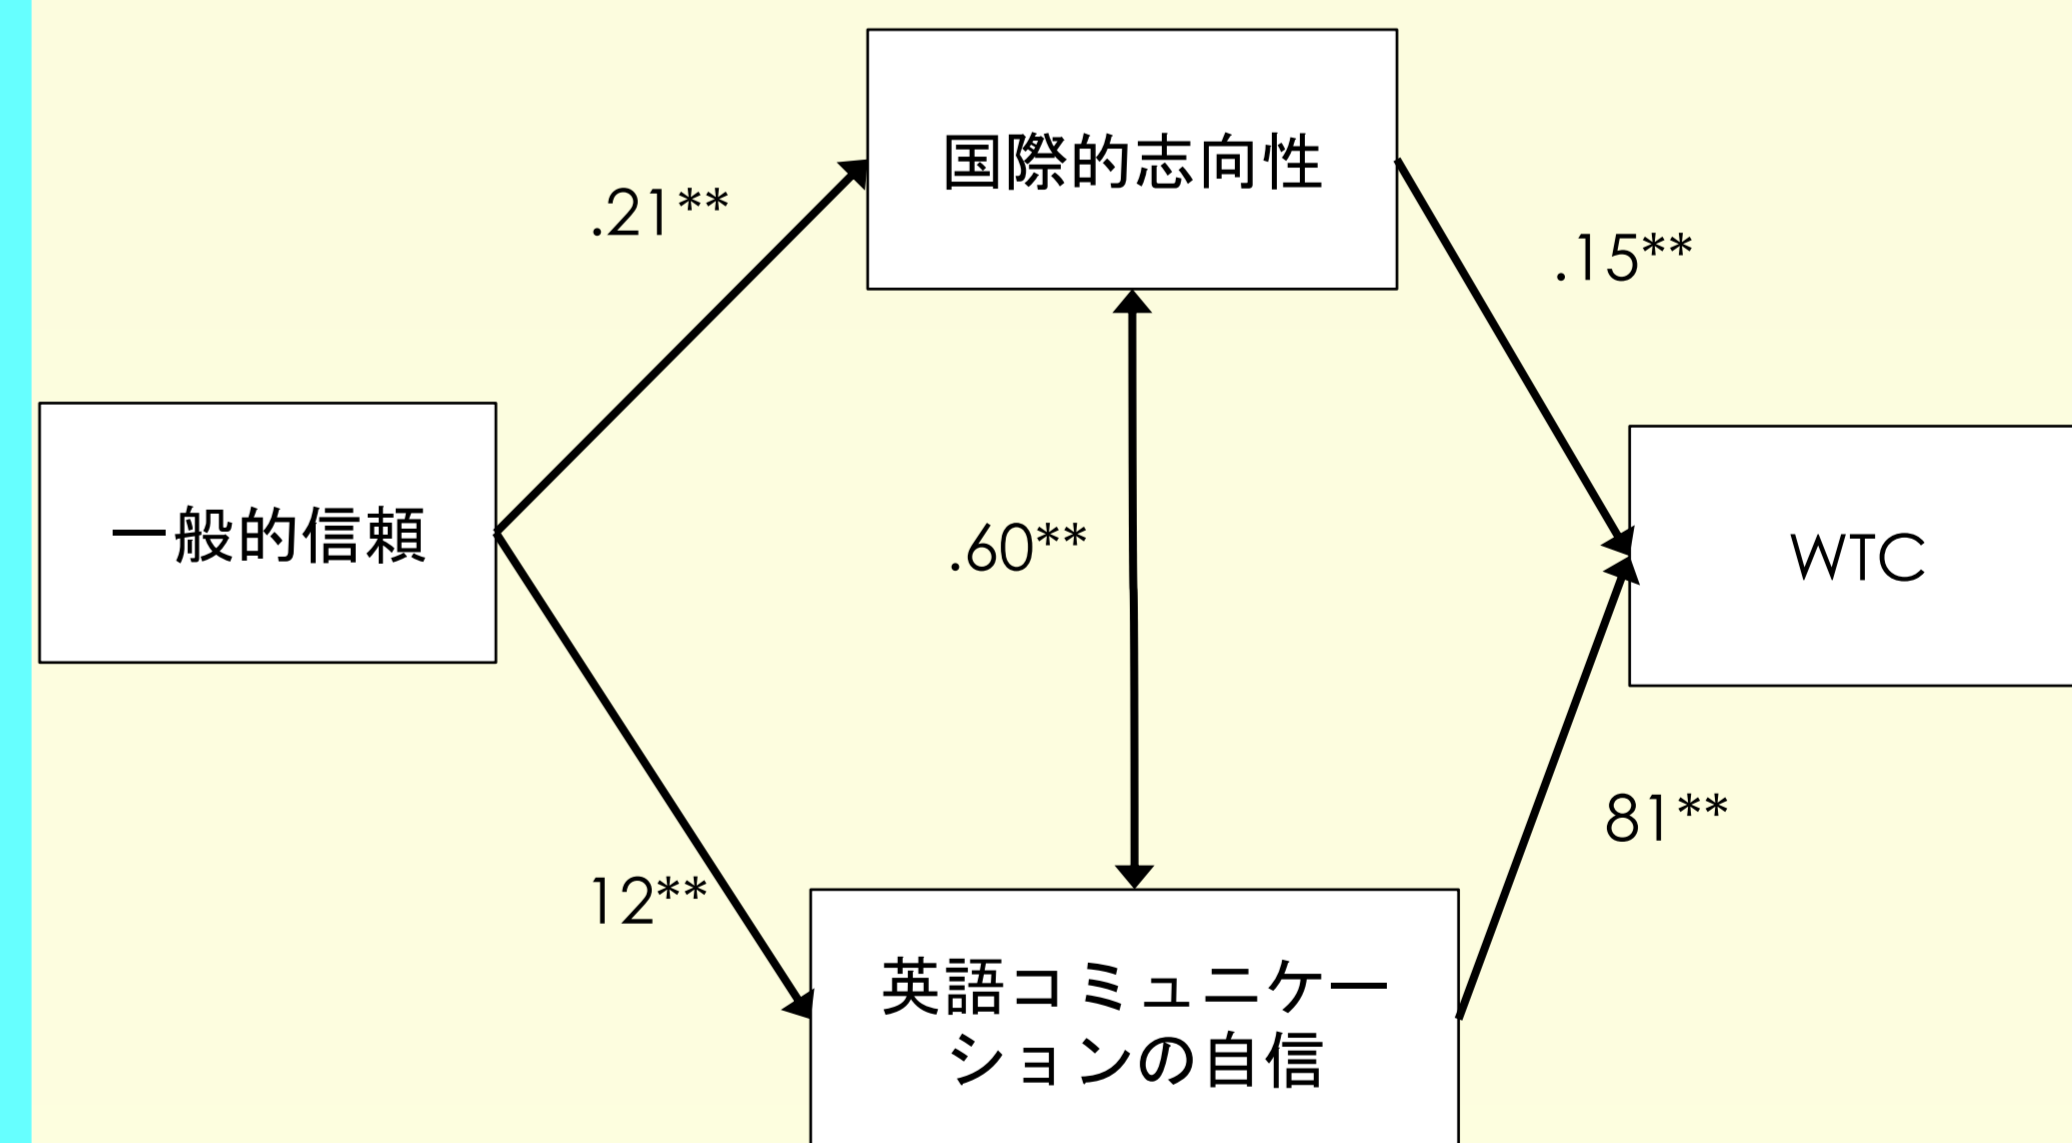 国際的志向性
.21**
.15**
一般的信頼
.60**
WTC
81**
12**
英語コミュニケー
ションの自信